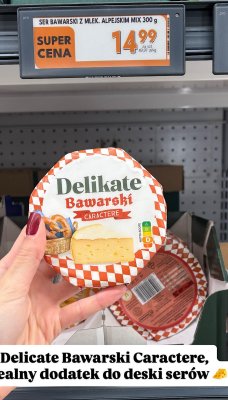 SER BAWARSKI Z MLEK. ALPEJSKIM MIX 300 g
SUPER
CENA
14 99
Delikate
Bawarski
CARACTERE
Delicate Bawarski Caractere,
ealny dodatek do deski serów 🧀